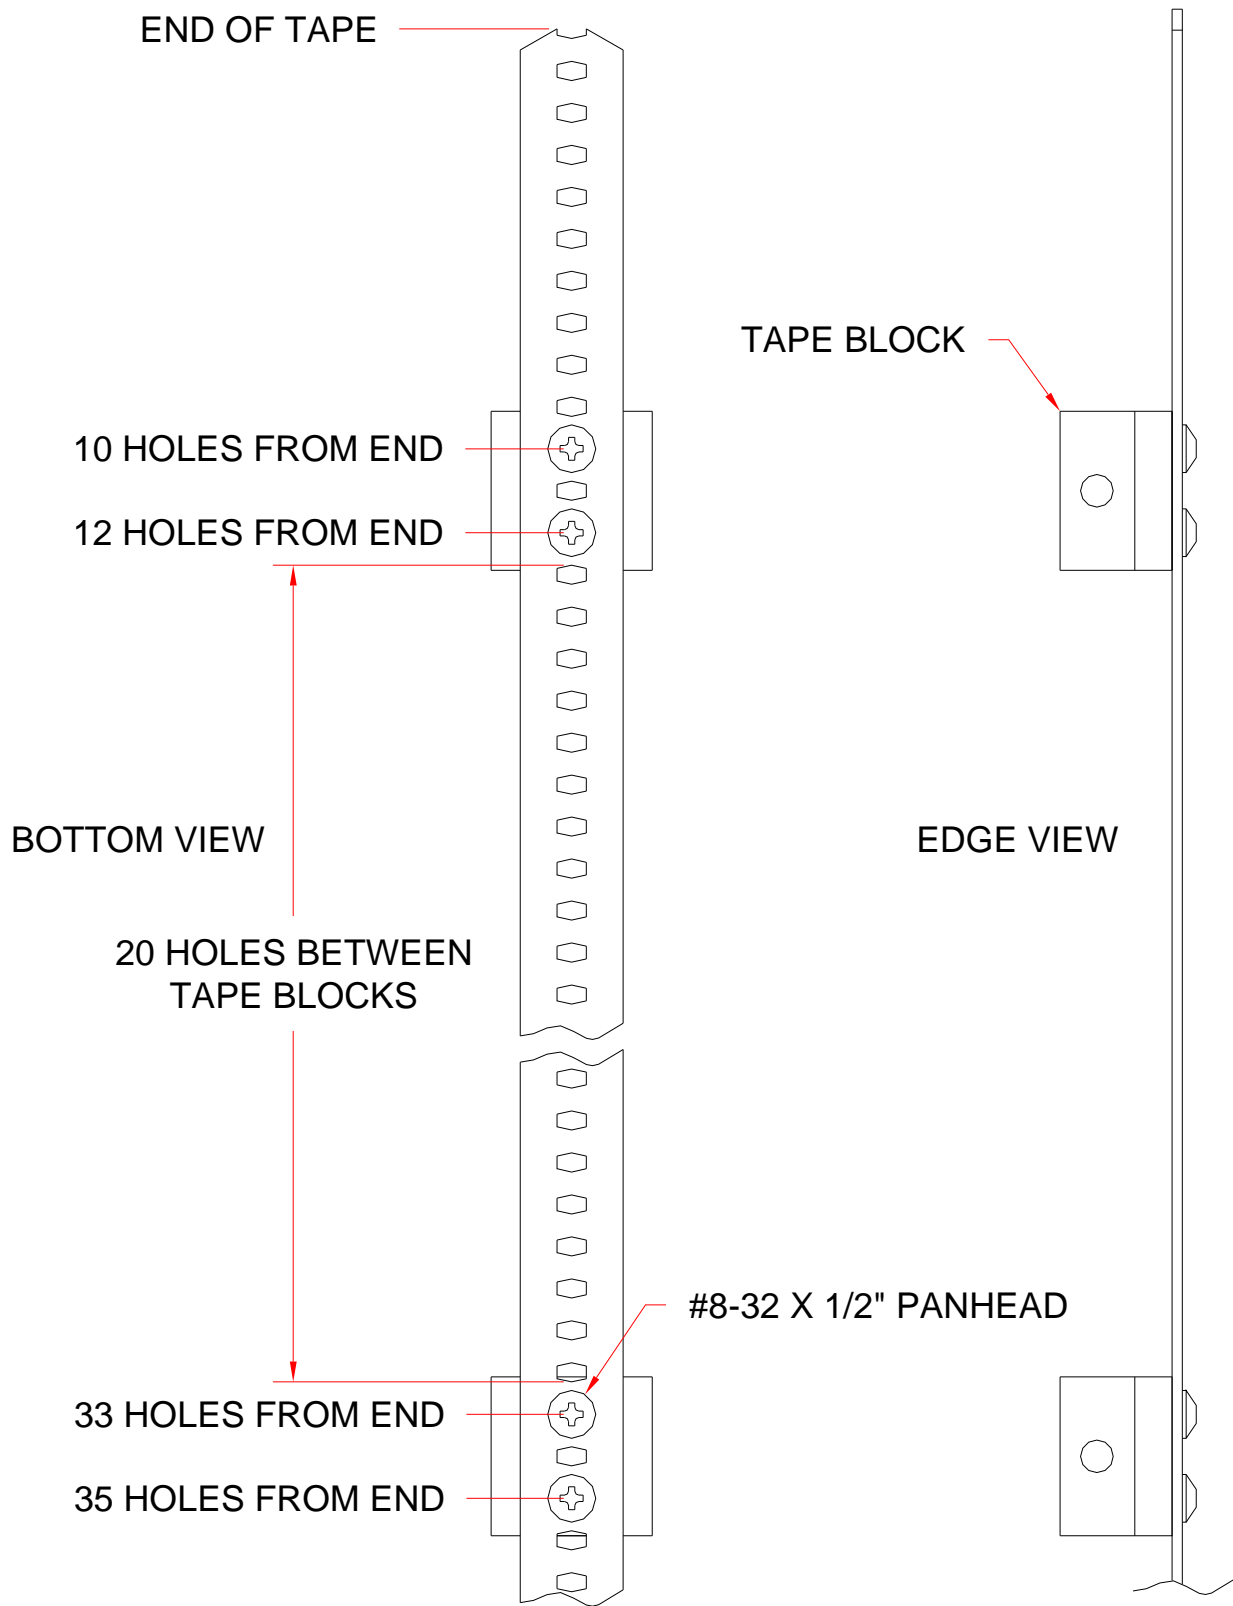 END OF TAPE
TAPE BLOCK
10 HOLES FROM END
12 HOLES FROM END
BOTTOM VIEW
EDGE VIEW
20 HOLES BETWEEN
TAPE BLOCKS
#8-32 X 1/2" PANHEAD
33 HOLES FROM END
35 HOLES FROM END